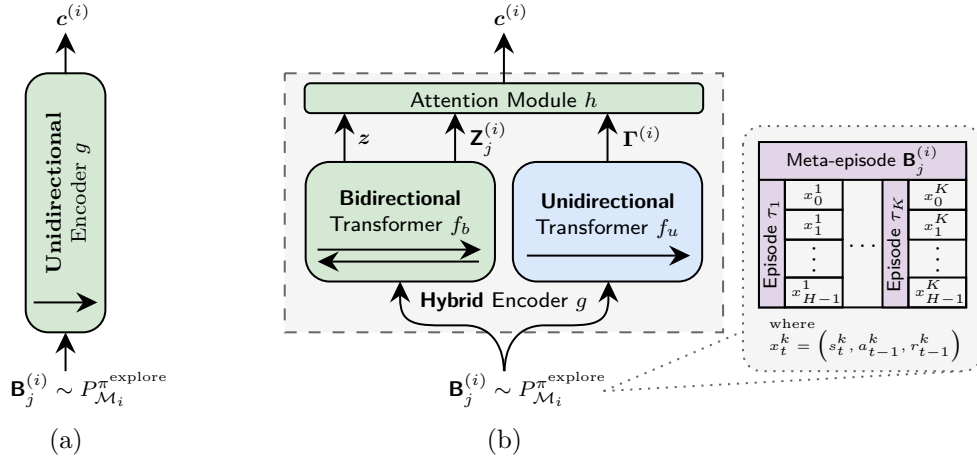 c^(i)
Unidirectional
Encoder g
B_j^(i) ∼ P_{M_i}^{π^explore}
(a)
c^(i)
Attention Module h
z
Z_j^(i)
Γ^(i)
Bidirectional
Transformer f_b
Unidirectional
Transformer f_u
Hybrid Encoder g
B_j^(i) ∼ P_{M_i}^{π^explore}
(b)
Meta-episode B_j^(i)
Episode τ_1
x_0^1
x_1^1
⋮
x_{H−1}^1
· · ·
Episode τ_K
x_0^K
x_1^K
⋮
x_{H−1}^K
where
x_t^k = (s_t^k, a_{t−1}^k, r_{t−1}^k)